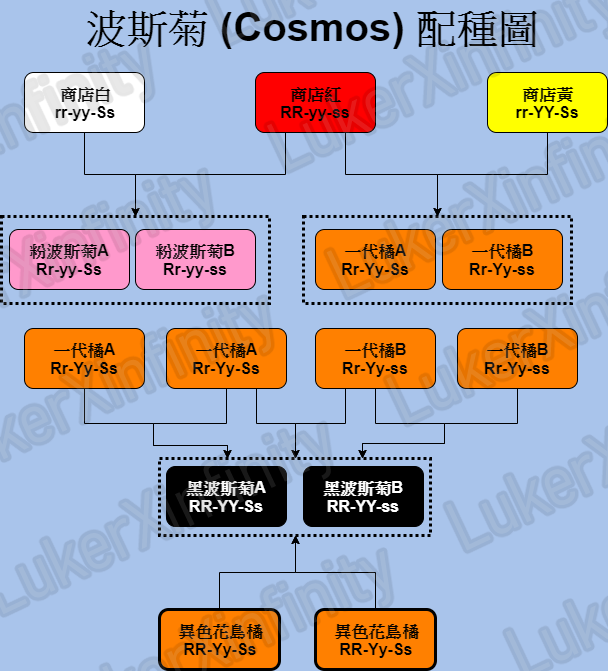 波斯菊 (Cosmos) 配種圖
商店白
rr-yy-Ss
商店紅
RR-yy-ss
商店黃
rr-YY-Ss
粉波斯菊A
Rr-yy-Ss
粉波斯菊B
Rr-yy-ss
一代橘A
Rr-Yy-Ss
一代橘B
Rr-Yy-ss
一代橘A
Rr-Yy-Ss
一代橘A
Rr-Yy-Ss
一代橘B
Rr-Yy-ss
一代橘B
Rr-Yy-ss
黑波斯菊A
RR-YY-Ss
黑波斯菊B
RR-YY-ss
異色花島橘
RR-Yy-Ss
異色花島橘
RR-Yy-Ss
LukerXinfinity